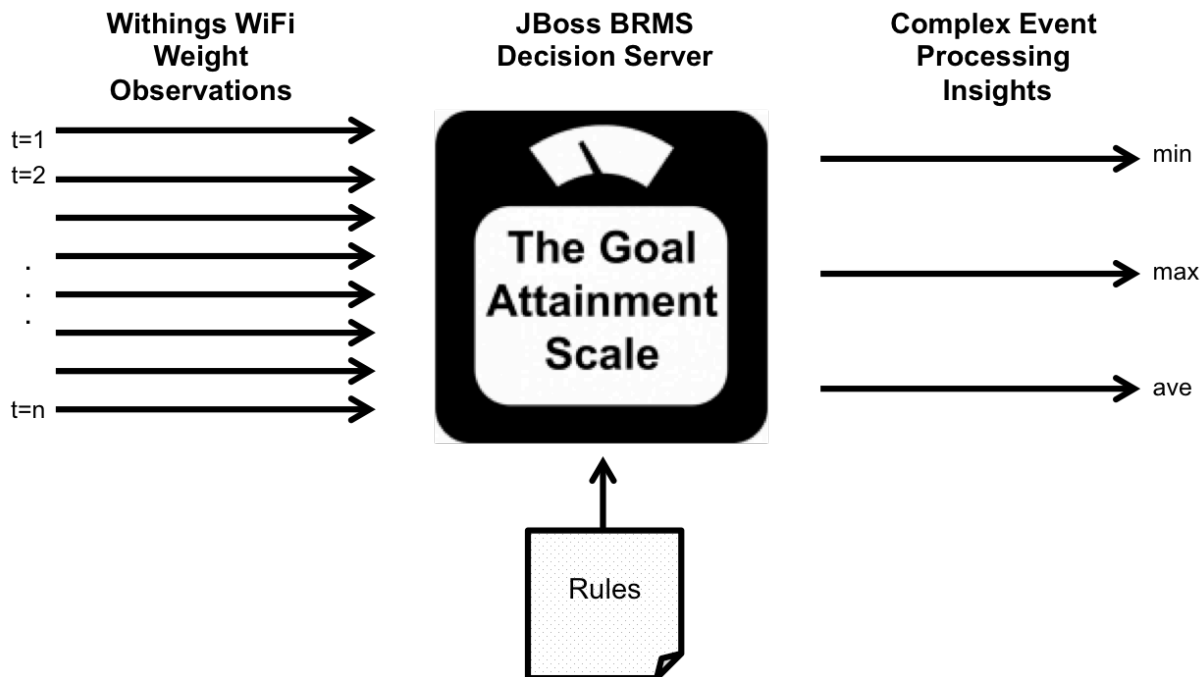 Withings WiFi
Weight
Observations
JBoss BRMS
Decision Server
Complex Event
Processing
Insights
t=1
t=2
.
.
.
t=n
The Goal
Attainment
Scale
min
max
ave
Rules